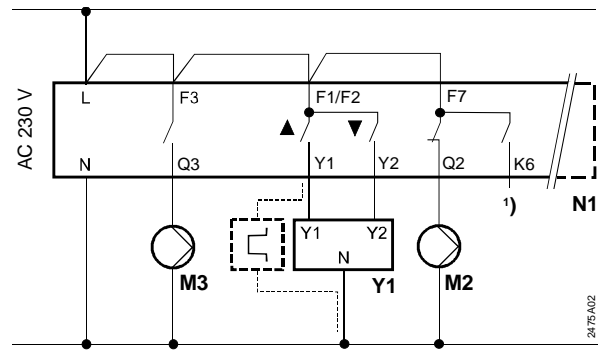 AC 230 V
L F3 F1/F2 F7
▲ ▼
N Q3 Y1 Y2 Q2 K6
¹) N1
Y1 Y2
N
M3 Y1 M2
2475A02